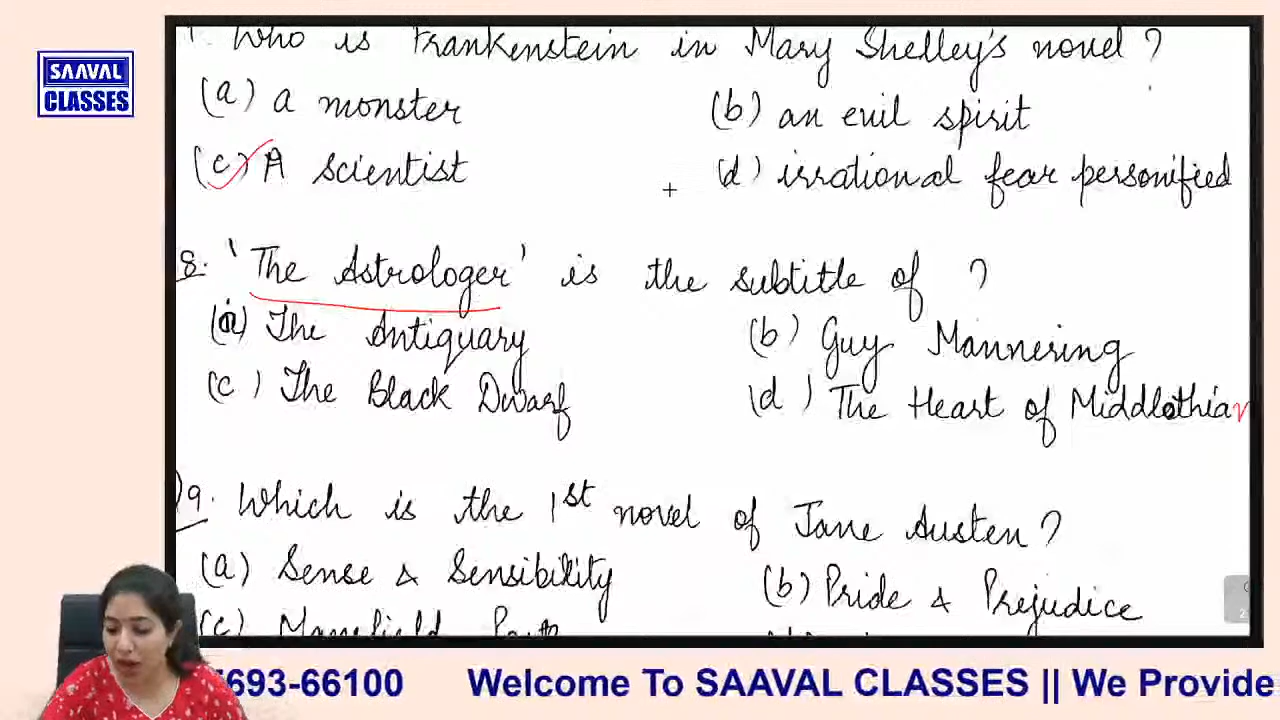 SAAVAL
CLASSES
Who is Frankenstein in Mary Shelley's novel ?
(a) a monster (b) an evil spirit
(c) A scientist (d) irrational fear personified
8. 'The Astrologer' is the subtitle of ?
(a) The Antiquary (b) Guy Mannering
(c) The Black Dwarf (d) The Heart of Middlothian
9. Which is the 1st novel of Jane Austen ?
(a) Sense & Sensibility (b) Pride & Prejudice
(c) Mansfield Park
693-66100 Welcome To SAAVAL CLASSES || We Provide